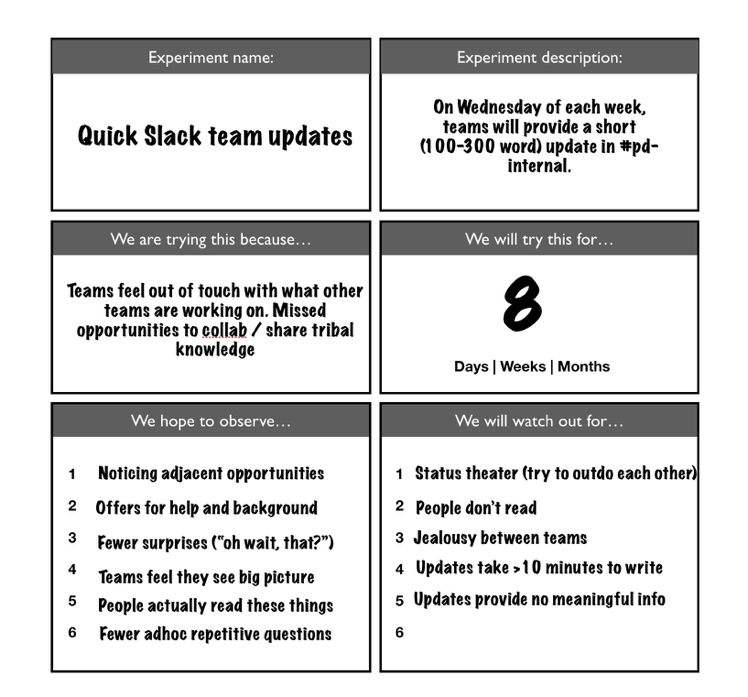 Experiment name:
Quick Slack team updates
Experiment description:
On Wednesday of each week,
teams will provide a short
(100-300 word) update in #pd-
internal.
We are trying this because…
Teams feel out of touch with what other
teams are working on. Missed
opportunities to collab / share tribal
knowledge
We will try this for…
8
Days | Weeks | Months
We hope to observe…
1 Noticing adjacent opportunities
2 Offers for help and background
3 Fewer surprises (“oh wait, that?”)
4 Teams feel they see big picture
5 People actually read these things
6 Fewer adhoc repetitive questions
We will watch out for…
1 Status theater (try to outdo each other)
2 People don’t read
3 Jealousy between teams
4 Updates take >10 minutes to write
5 Updates provide no meaningful info
6